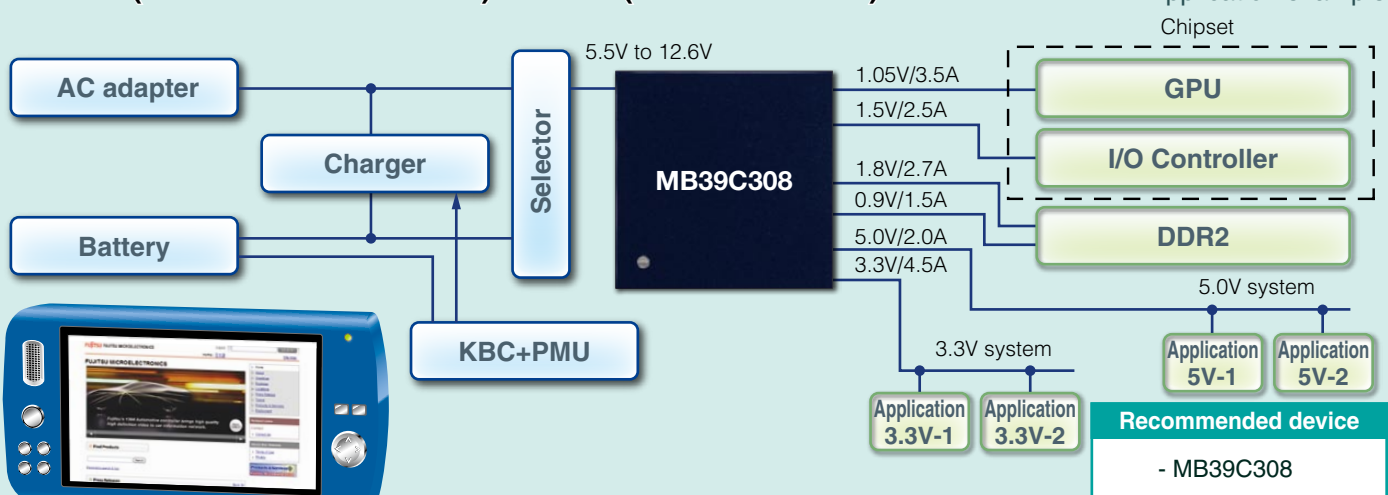 Chipset
5.5V to 12.6V
AC adapter
Selector
MB39C308
1.05V/3.5A
GPU
1.5V/2.5A
Charger
I/O Controller
1.8V/2.7A
0.9V/1.5A
Battery
DDR2
5.0V/2.0A
3.3V/4.5A
5.0V system
KBC+PMU
3.3V system
Application
5V-1
Application
5V-2
Application
3.3V-1
Application
3.3V-2
Recommended device
- MB39C308
FUJITSU MICROELECTRONICS